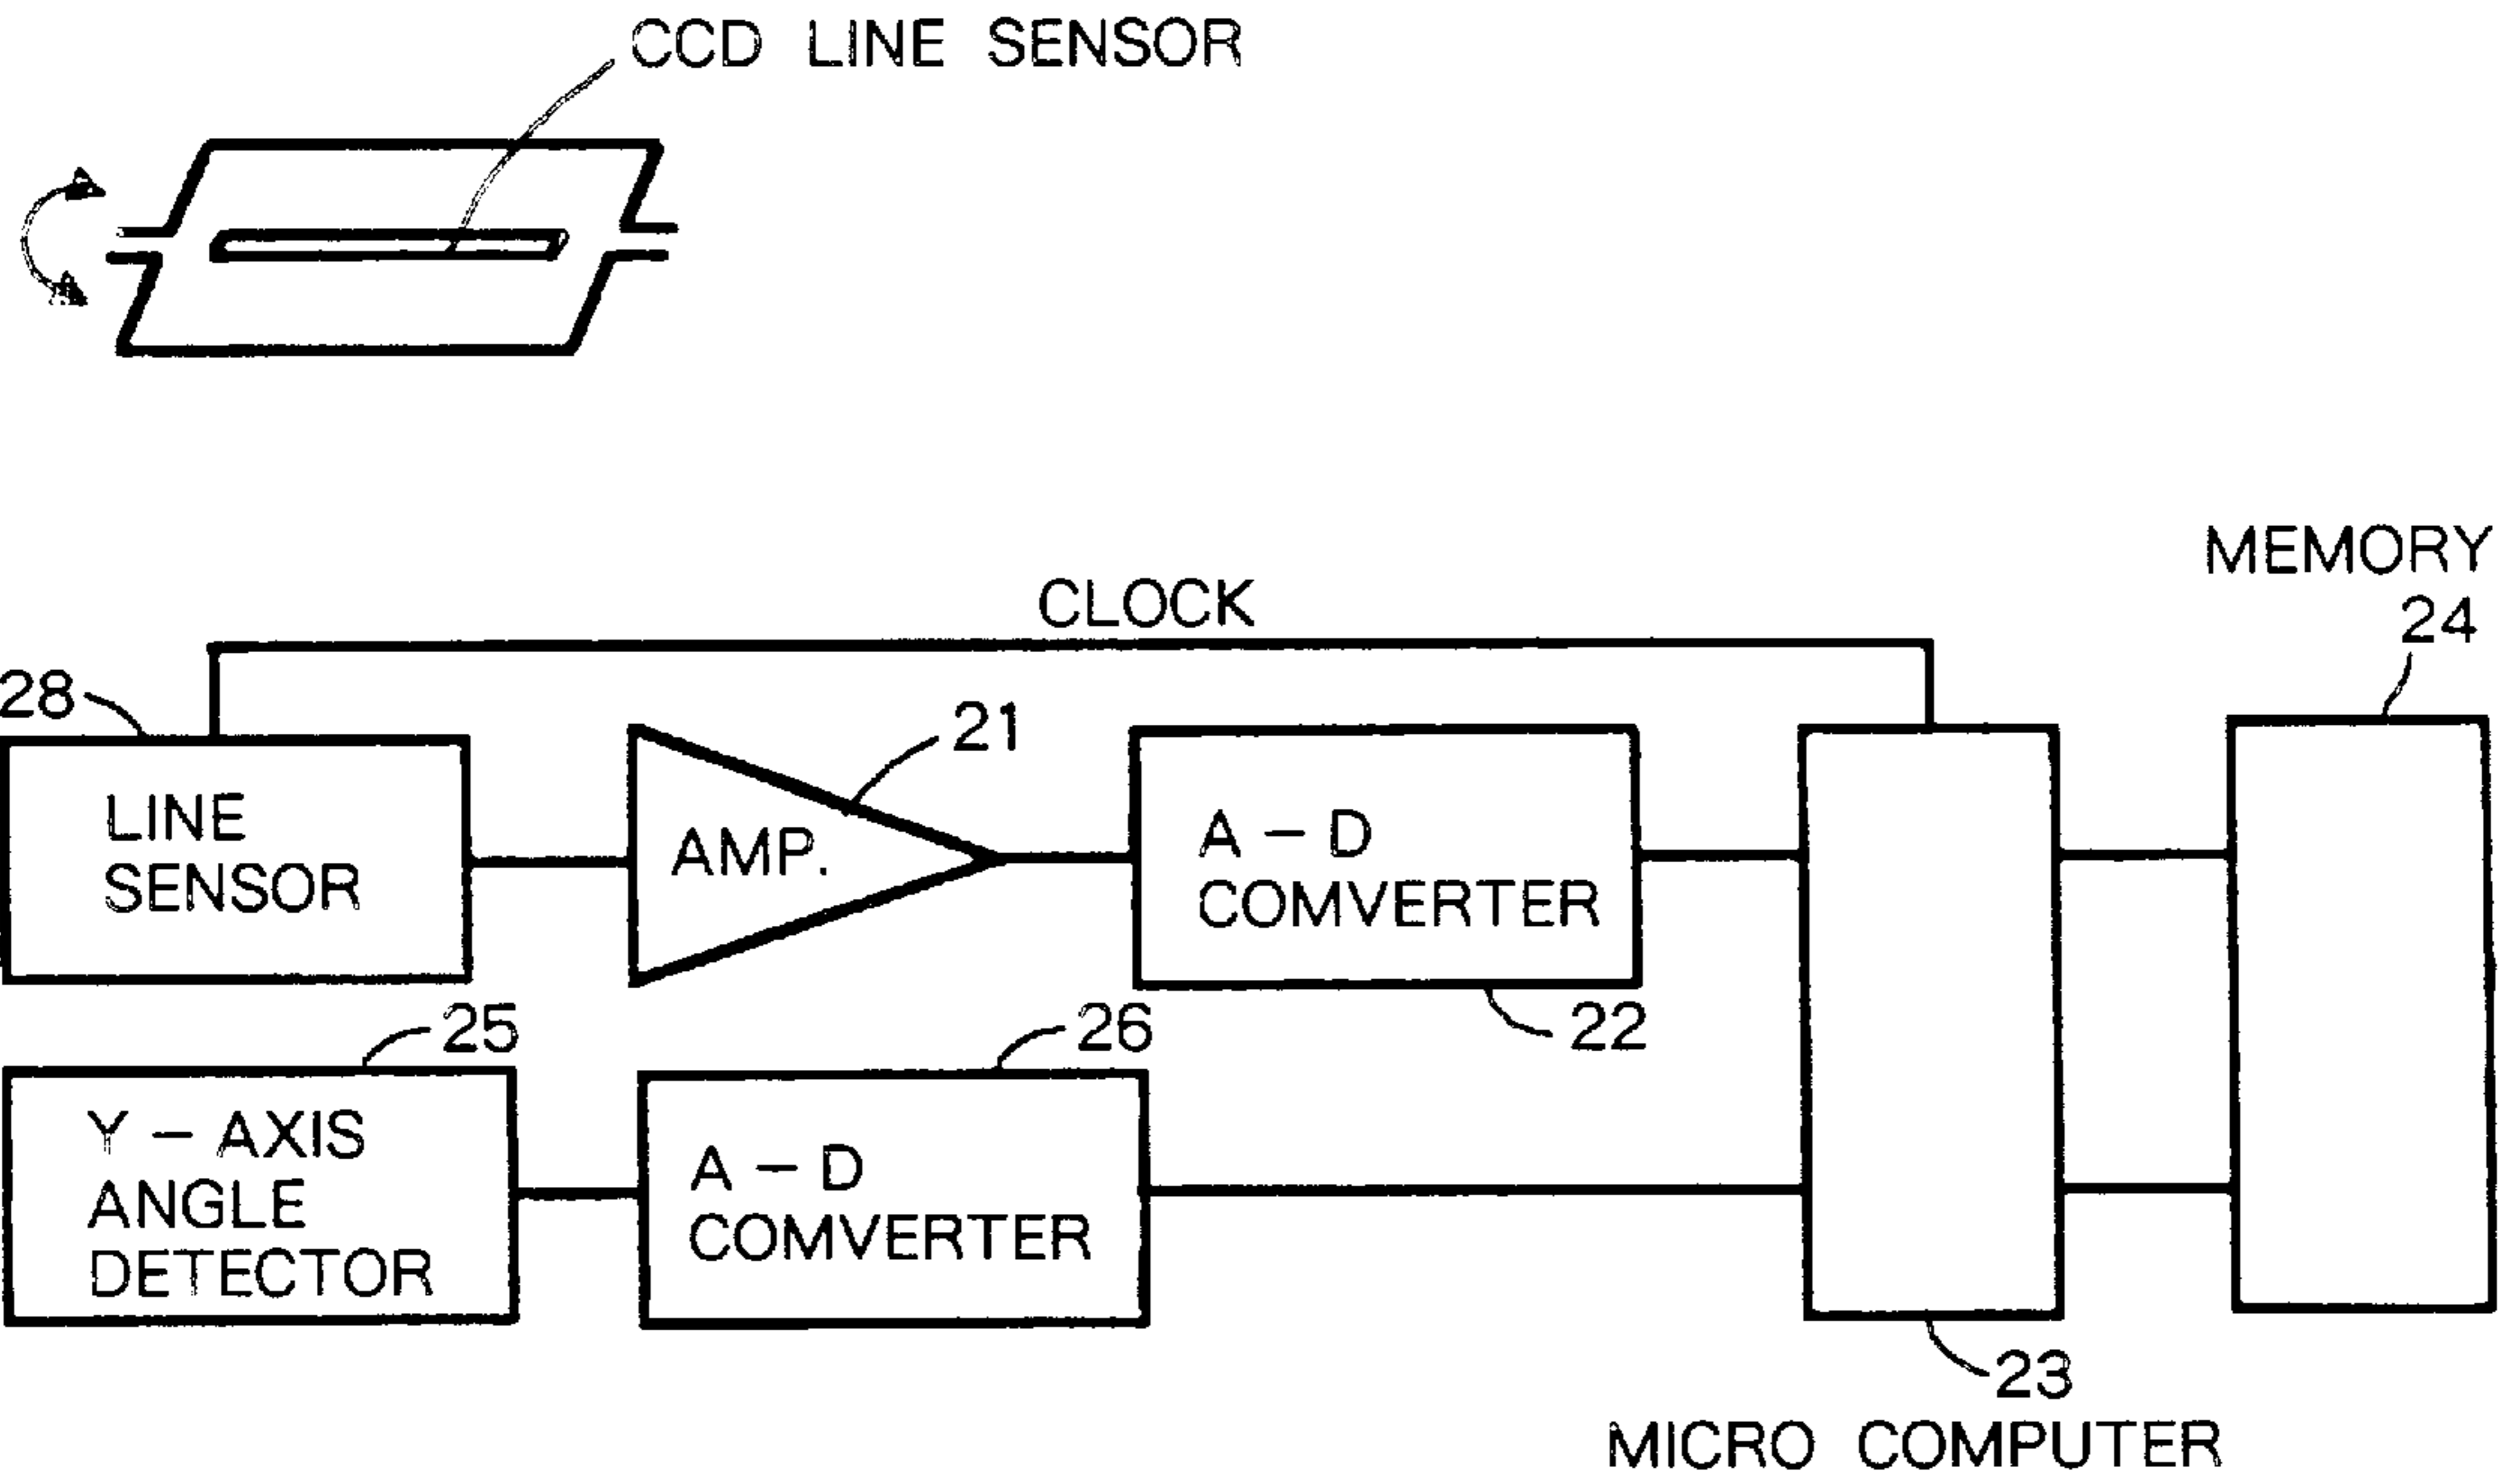 CCD LINE SENSOR
CLOCK
MEMORY
24
28
21
LINE
SENSOR
AMP.
A - D
COMVERTER
22
25
26
Y - AXIS
ANGLE
DETECTOR
A - D
COMVERTER
23
MICRO COMPUTER